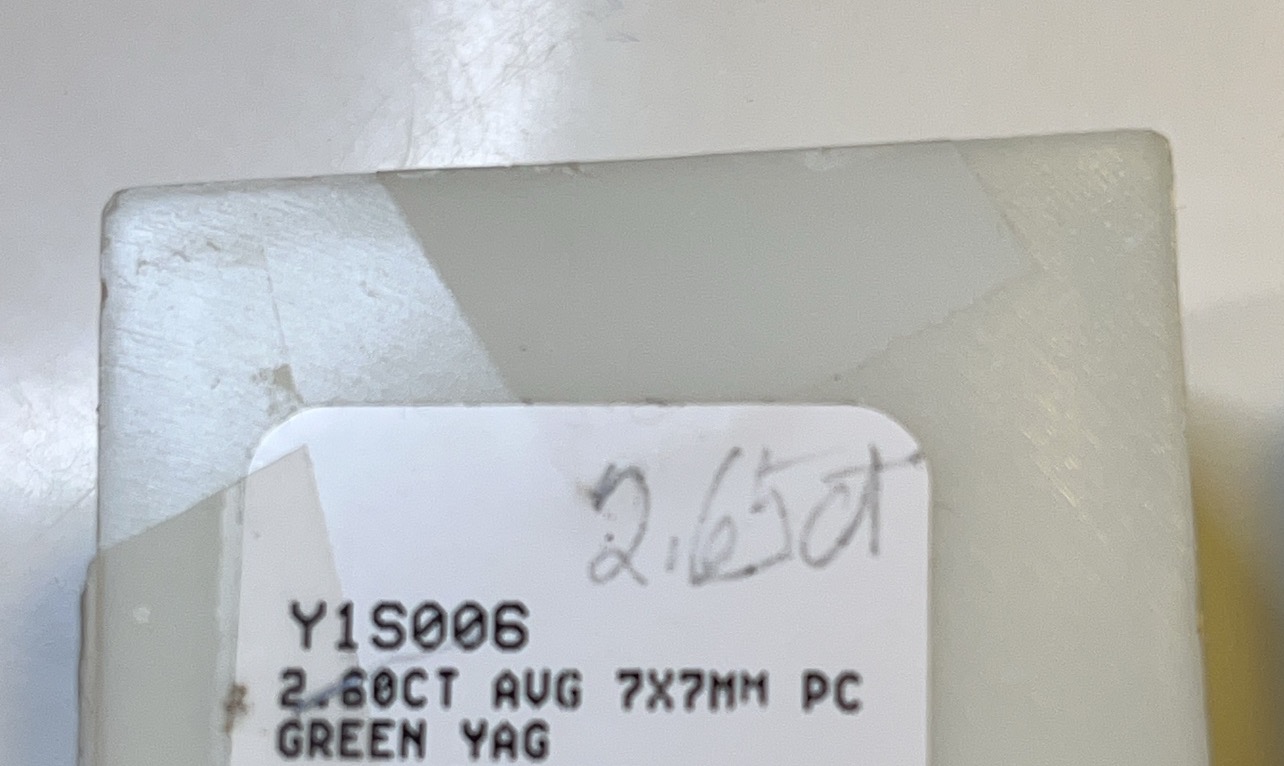 2.65ct
Y1S006
2.60CT AVG 7X7MM PC
GREEN YAG